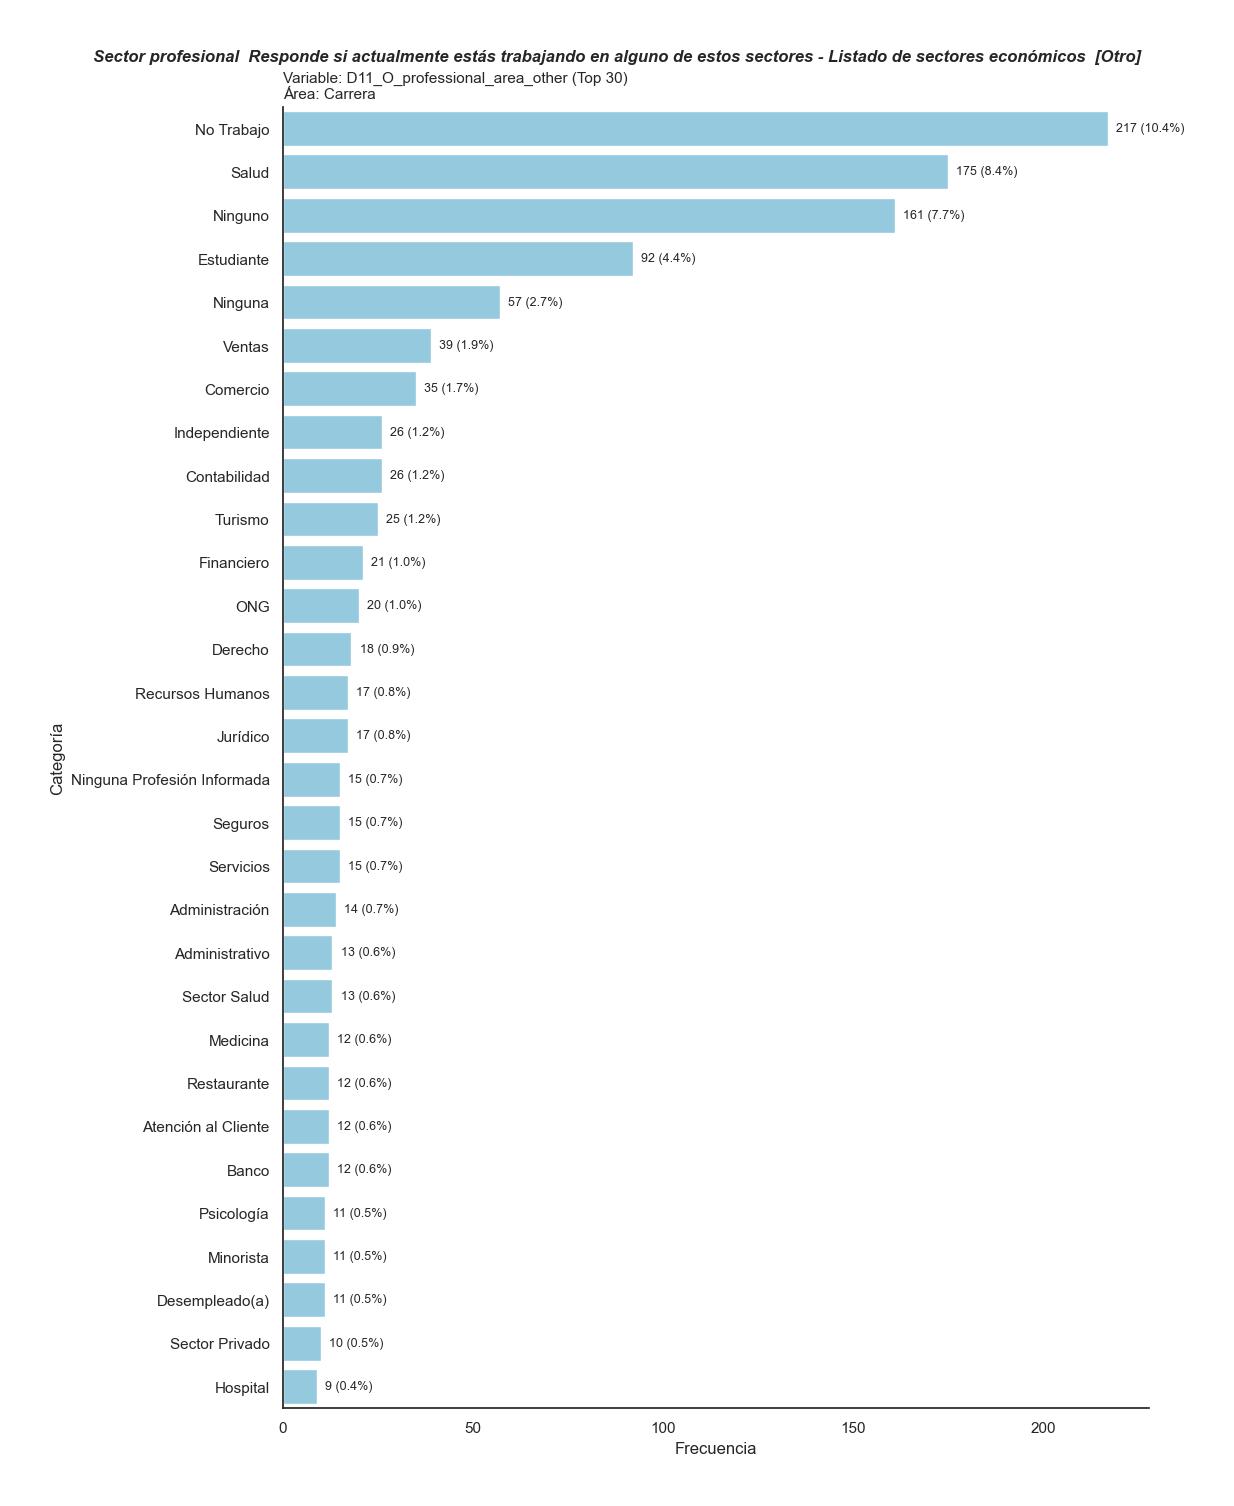 Sector profesional  Responde si actualmente estás trabajando en alguno de estos sectores - Listado de sectores económicos  [Otro]
Variable: D11_O_professional_area_other (Top 30)
Área: Carrera
No Trabajo 217 (10.4%)
Salud 175 (8.4%)
Ninguno 161 (7.7%)
Estudiante 92 (4.4%)
Ninguna 57 (2.7%)
Ventas 39 (1.9%)
Comercio 35 (1.7%)
Independiente 26 (1.2%)
Contabilidad 26 (1.2%)
Turismo 25 (1.2%)
Financiero 21 (1.0%)
ONG 20 (1.0%)
Derecho 18 (0.9%)
Recursos Humanos 17 (0.8%)
Jurídico 17 (0.8%)
Categoría
Ninguna Profesión Informada 15 (0.7%)
Seguros 15 (0.7%)
Servicios 15 (0.7%)
Administración 14 (0.7%)
Administrativo 13 (0.6%)
Sector Salud 13 (0.6%)
Medicina 12 (0.6%)
Restaurante 12 (0.6%)
Atención al Cliente 12 (0.6%)
Banco 12 (0.6%)
Psicología 11 (0.5%)
Minorista 11 (0.5%)
Desempleado(a) 11 (0.5%)
Sector Privado 10 (0.5%)
Hospital 9 (0.4%)
0 50 100 150 200
Frecuencia